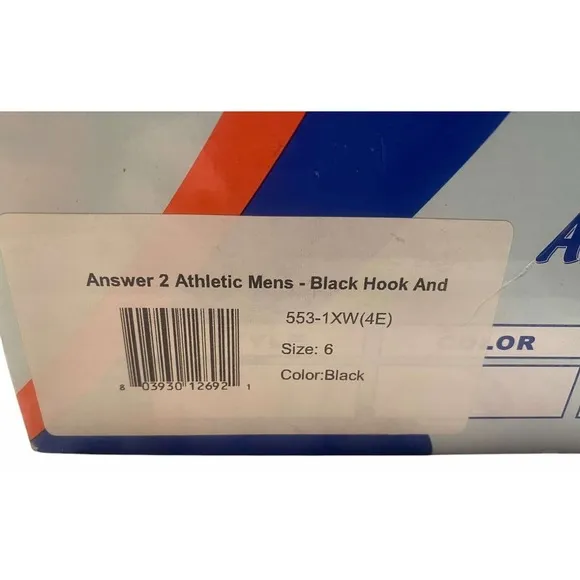 Answer 2 Athletic Mens - Black Hook And
553-1XW(4E)
Size: 6
Color:Black
8 03930 12692 1